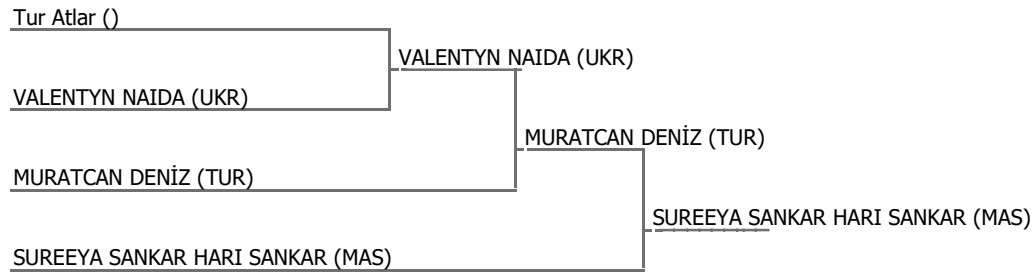 Tur Atlar ()
VALENTYN NAIDA (UKR)
VALENTYN NAIDA (UKR)
MURATCAN DENİZ (TUR)
MURATCAN DENİZ (TUR)
SUREEYA SANKAR HARI SANKAR (MAS)
SUREEYA SANKAR HARI SANKAR (MAS)